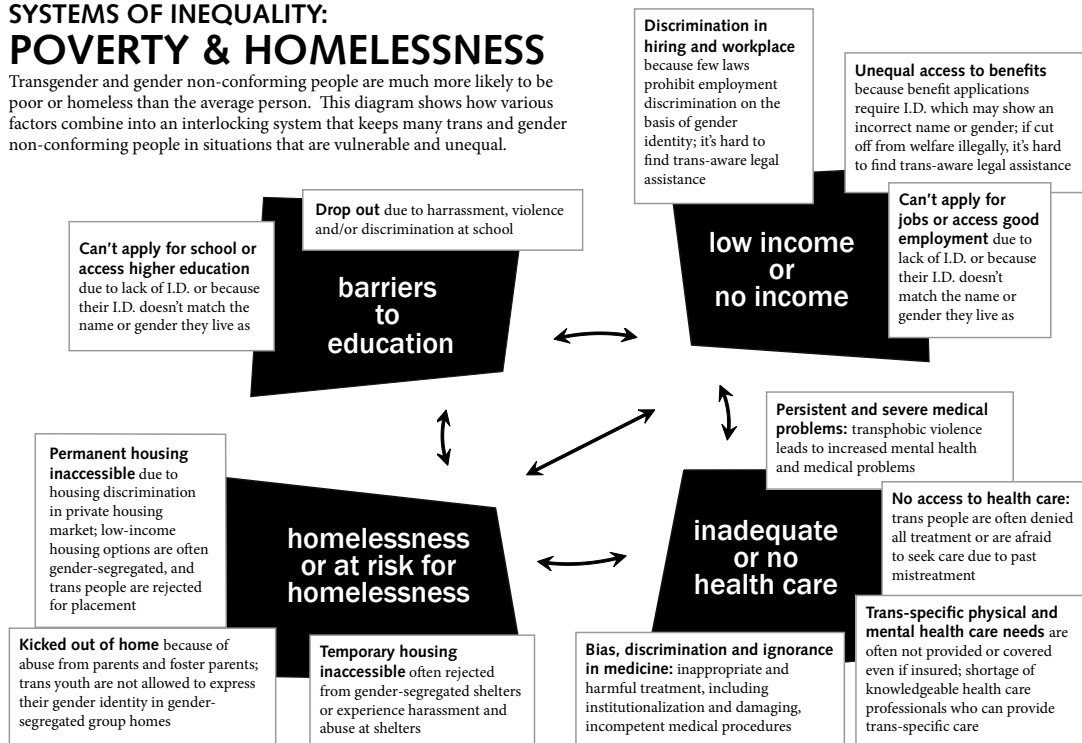 SYSTEMS OF INEQUALITY:
POVERTY & HOMELESSNESS
Transgender and gender non-conforming people are much more likely to be
poor or homeless than the average person. This diagram shows how various
factors combine into an interlocking system that keeps many trans and gender
non-conforming people in situations that are vulnerable and unequal.
Discrimination in
hiring and workplace
because few laws
prohibit employment
discrimination on the
basis of gender
identity; it's hard to
find trans-aware legal
assistance
Unequal access to benefits
because benefit applications
require I.D. which may show an
incorrect name or gender; if cut
off from welfare illegally, it's hard
to find trans-aware legal assistance
Can't apply for
jobs or access good
employment due to
lack of I.D. or because
their I.D. doesn't
match the name or
gender they live as
low income
or
no income
Drop out due to harrassment, violence
and/or discrimination at school
Can't apply for school or
access higher education
due to lack of I.D. or because
their I.D. doesn't match the
name or gender they live as
barriers
to
education
Permanent housing
inaccessible due to
housing discrimination
in private housing
market; low-income
housing options are often
gender-segregated, and
trans people are rejected
for placement
homelessness
or at risk for
homelessness
Kicked out of home because of
abuse from parents and foster parents;
trans youth are not allowed to express
their gender identity in gender-
segregated group homes
Temporary housing
inaccessible often rejected
from gender-segregated shelters
or experience harassment and
abuse at shelters
Persistent and severe medical
problems: transphobic violence
leads to increased mental health
and medical problems
No access to health care:
trans people are often denied
all treatment or are afraid
to seek care due to past
mistreatment
inadequate
or no
health care
Bias, discrimination and ignorance
in medicine: inappropriate and
harmful treatment, including
institutionalization and damaging,
incompetent medical procedures
Trans-specific physical and
mental health care needs are
often not provided or covered
even if insured; shortage of
knowledgeable health care
professionals who can provide
trans-specific care